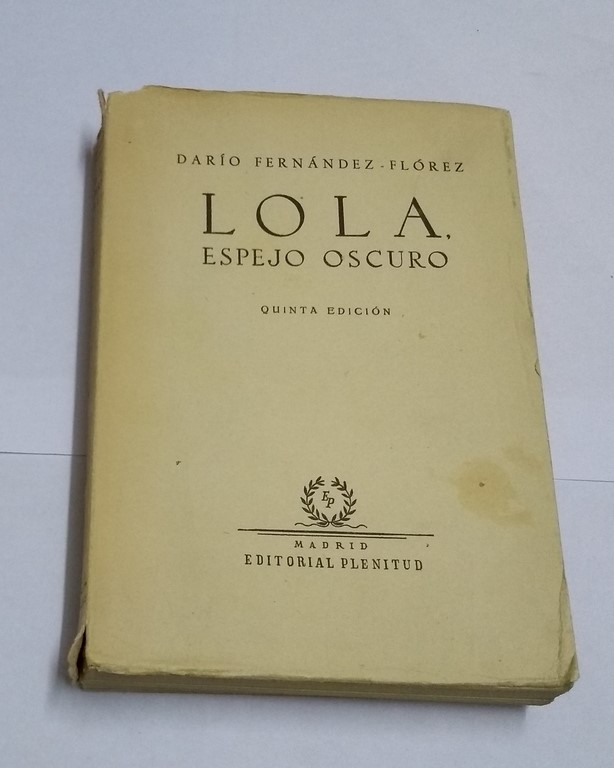 DARÍO FERNÁNDEZ-FLÓREZ
LOLA,
ESPEJO OSCURO
QUINTA EDICIÓN
EP
MADRID
EDITORIAL PLENITUD